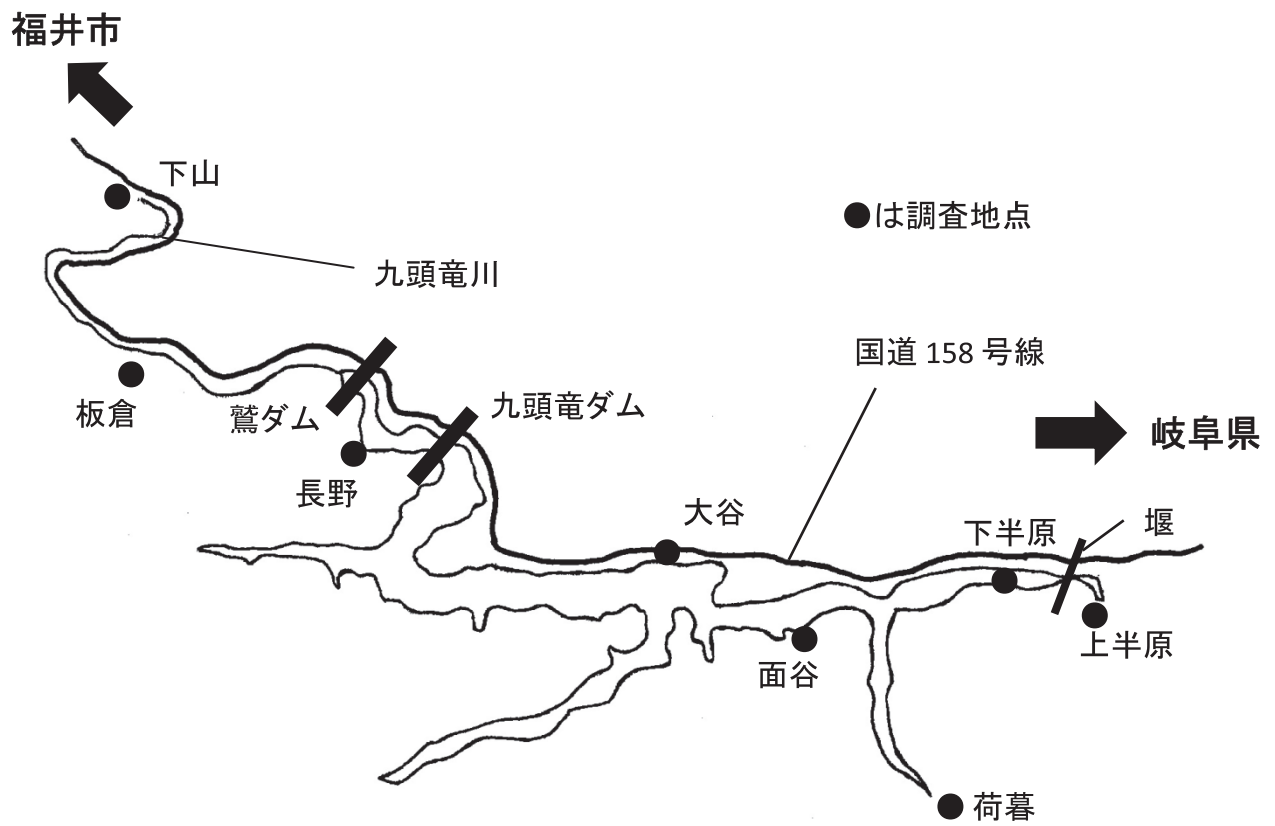 福井市
下山
●は調査地点
九頭竜川
国道 158 号線
板倉
鷲ダム
九頭竜ダム
岐阜県
長野
大谷
下半原
堰
上半原
面谷
荷暮